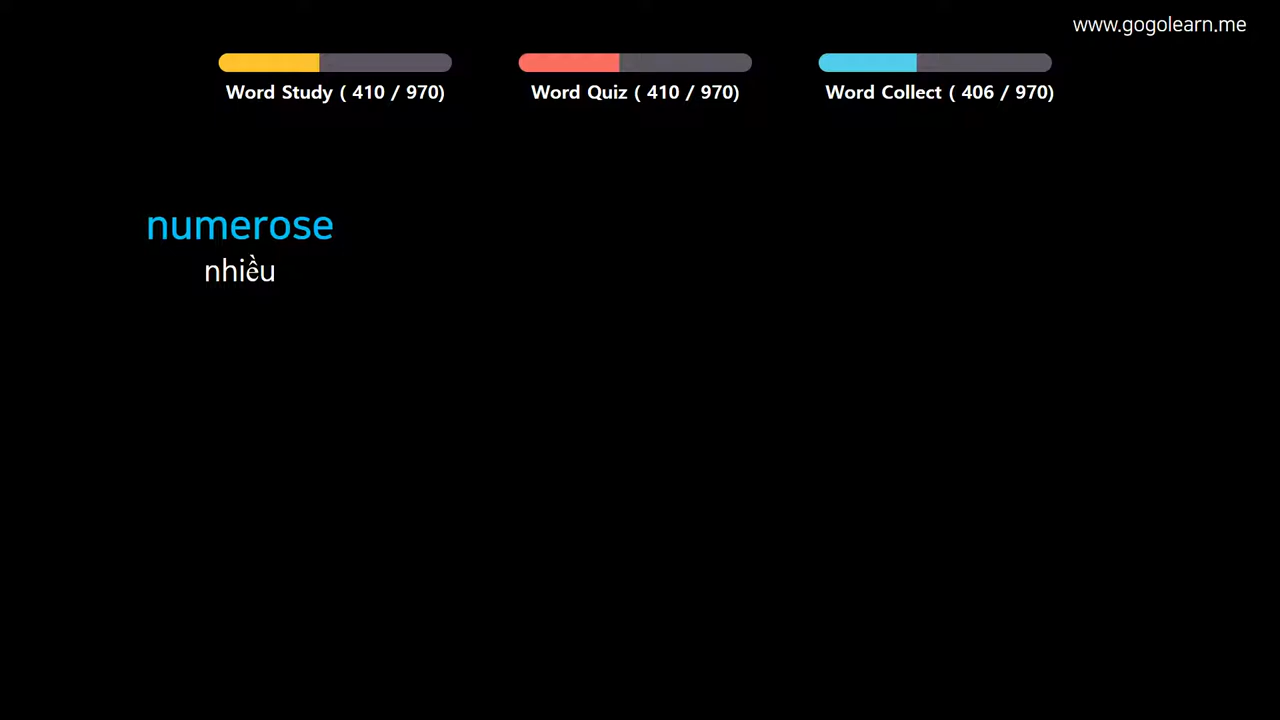 www.gogolearn.me
Word Study ( 410 / 970)
Word Quiz ( 410 / 970)
Word Collect ( 406 / 970)
numerose
nhiều